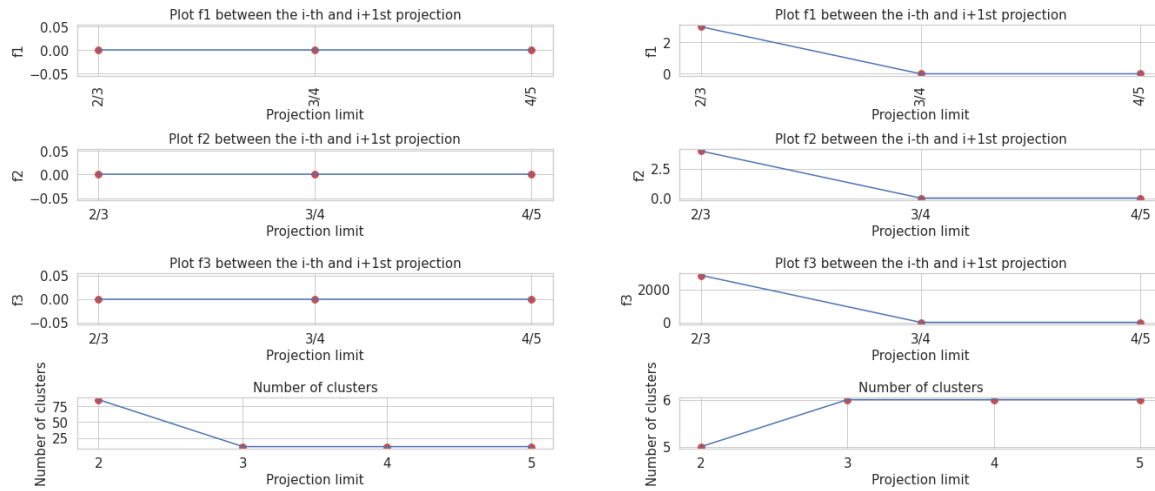 Plot f1 between the i-th and i+1st projection
0.05
0.00
−0.05
f1
2/3
3/4
4/5
Projection limit
Plot f2 between the i-th and i+1st projection
0.05
0.00
−0.05
f2
2/3
3/4
4/5
Projection limit
Plot f3 between the i-th and i+1st projection
0.05
0.00
−0.05
f3
2/3
3/4
4/5
Projection limit
Number of clusters
75
50
25
Number of clusters
2
3
4
5
Projection limit
Plot f1 between the i-th and i+1st projection
2
0
f1
2/3
3/4
4/5
Projection limit
Plot f2 between the i-th and i+1st projection
2.5
0.0
f2
2/3
3/4
4/5
Projection limit
Plot f3 between the i-th and i+1st projection
2000
0
f3
2/3
3/4
4/5
Projection limit
Number of clusters
6
5
Number of clusters
2
3
4
5
Projection limit